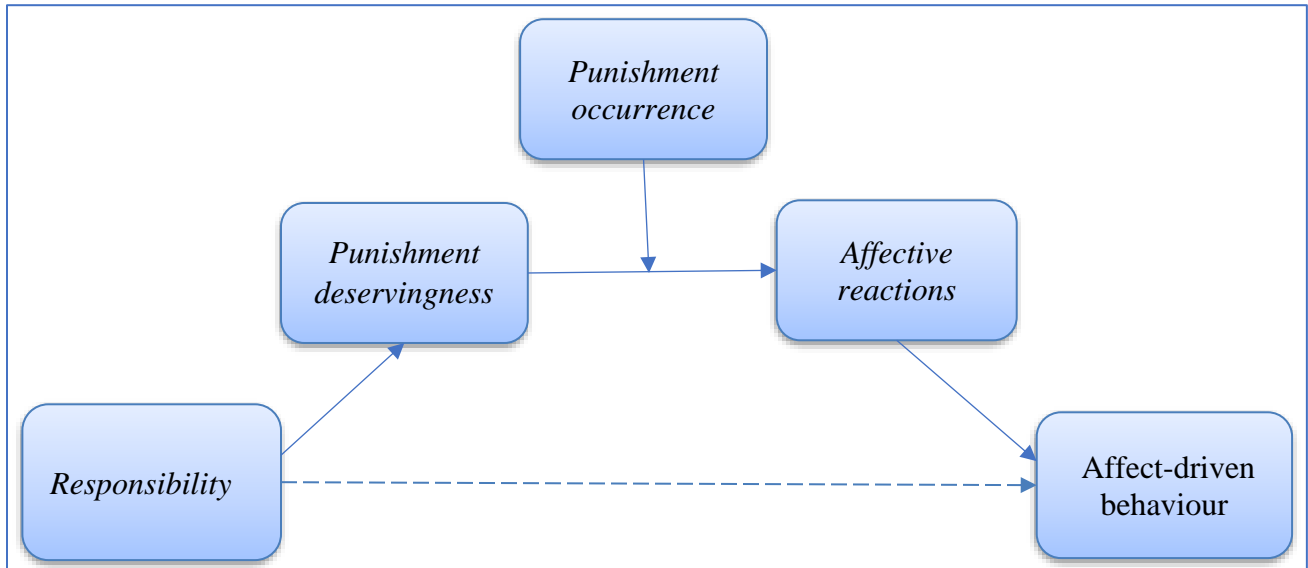 Punishment
occurrence
Punishment
deservingness
Affective
reactions
Responsibility
Affect-driven
behaviour